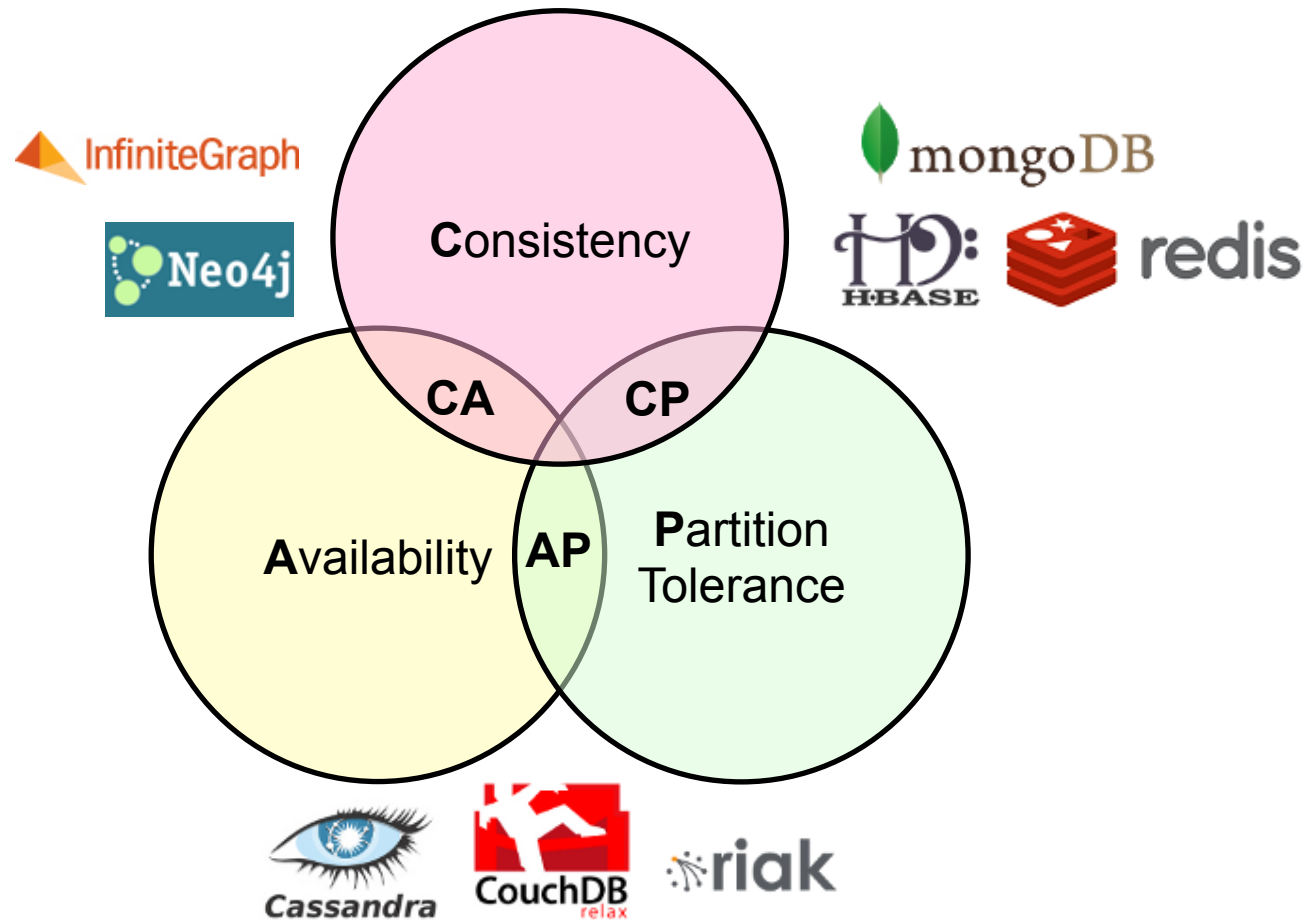 InfiniteGraph
mongoDB
Neo4j
Consistency
HBASE
redis
CA
CP
Availability
AP
Partition
Tolerance
Cassandra
CouchDB
relax
riak